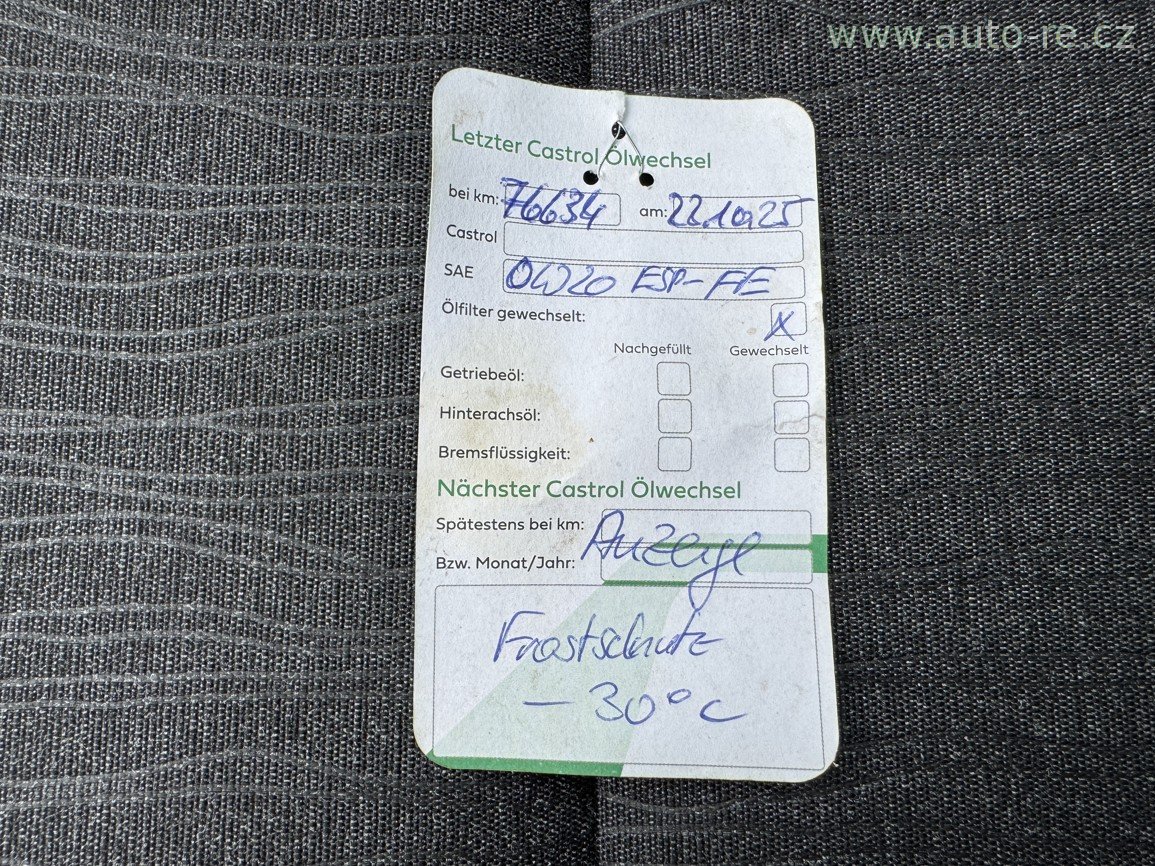 www.auto-re.cz
Letzter Castrol Ölwechsel
bei km: 76634 am: 22.10.25
Castrol
SAE 0W20 ESP-FE
Ölfilter gewechselt: X
Nachgefüllt Gewechselt
Getriebeöl:
Hinterachsöl:
Bremsflüssigkeit:
Nächster Castrol Ölwechsel
Spätestens bei km: Anzeige
Bzw. Monat/Jahr:
Frostschutz
- 30°C